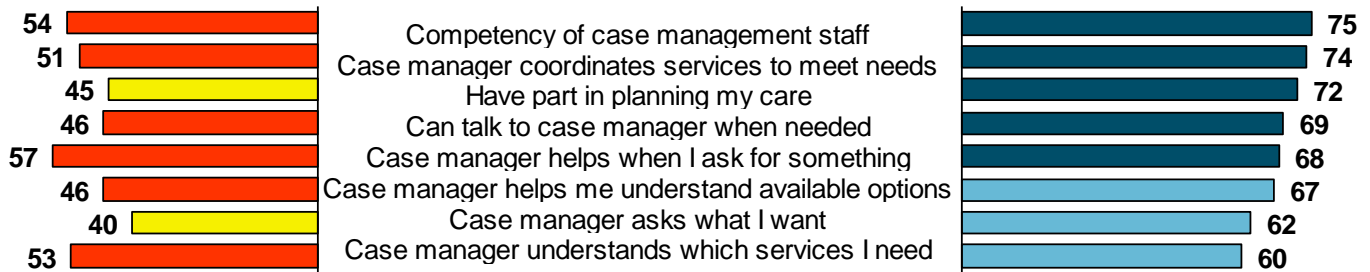 54 Competency of case management staff 75
51 Case manager coordinates services to meet needs 74
45 Have part in planning my care 72
46 Can talk to case manager when needed 69
57 Case manager helps when I ask for something 68
46 Case manager helps me understand available options 67
40 Case manager asks what I want 62
53 Case manager understands which services I need 60